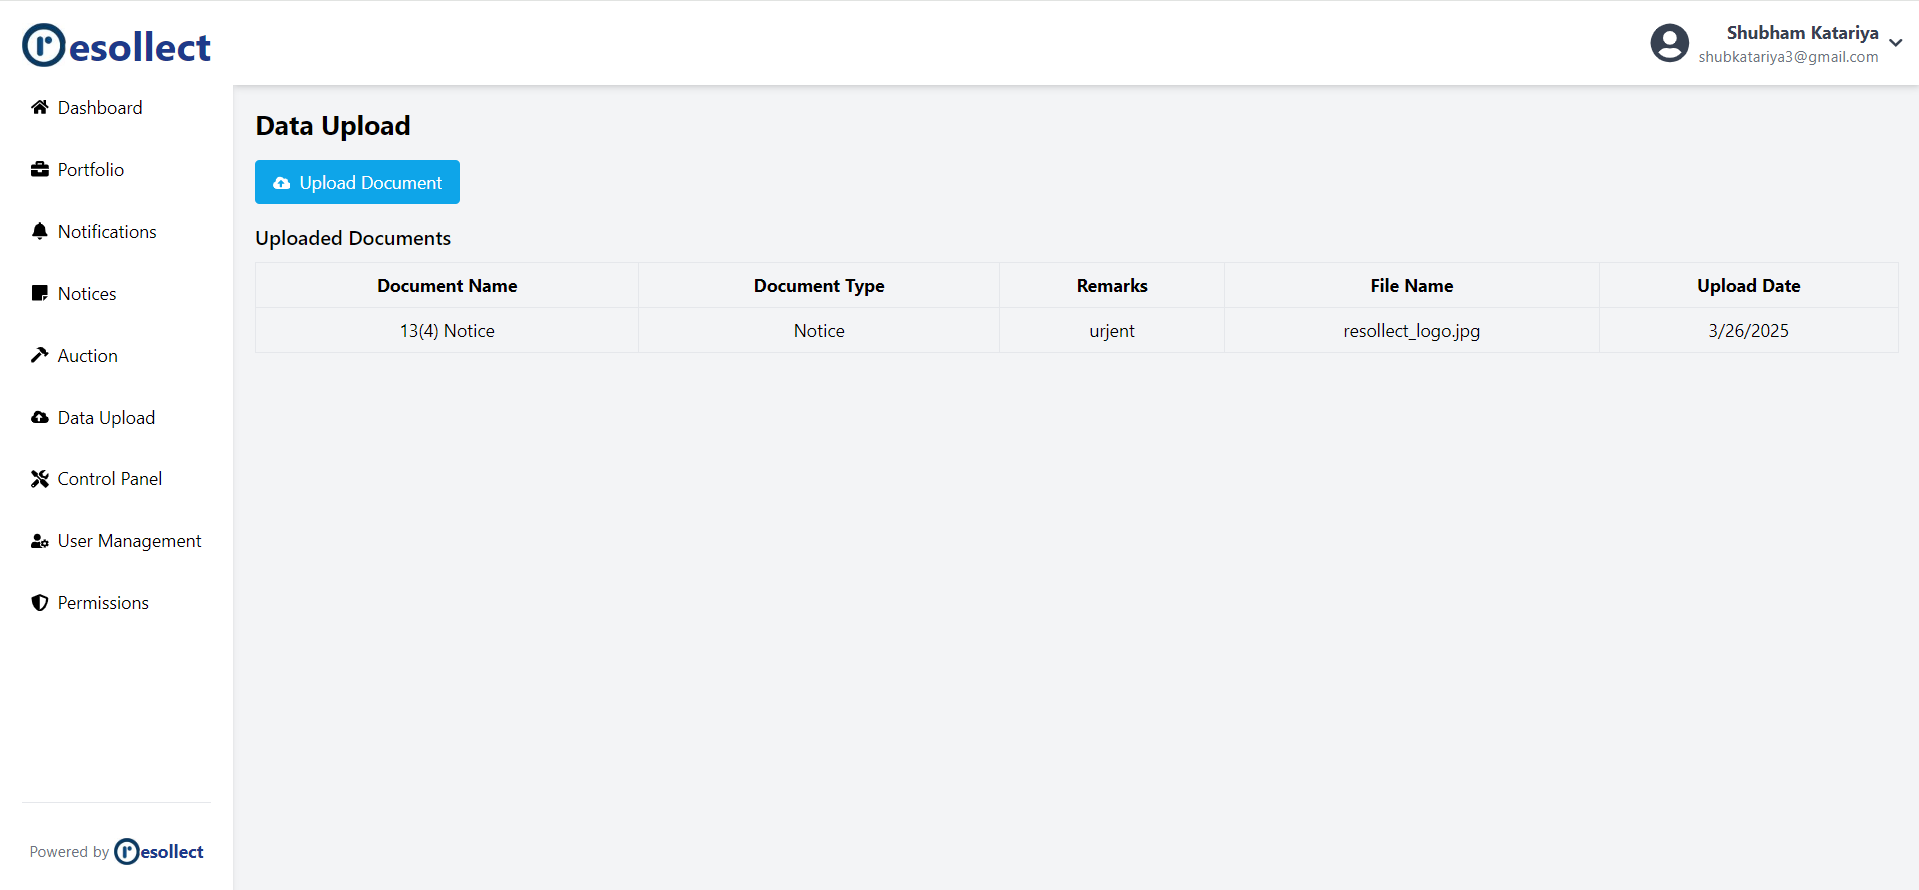 resollect
Shubham Katariya
shubkatariya3@gmail.com
Dashboard
Portfolio
Notifications
Notices
Auction
Data Upload
Control Panel
User Management
Permissions
Powered by resollect
Data Upload
Upload Document
Uploaded Documents
Document Name Document Type Remarks File Name Upload Date
13(4) Notice Notice urjent resollect_logo.jpg 3/26/2025